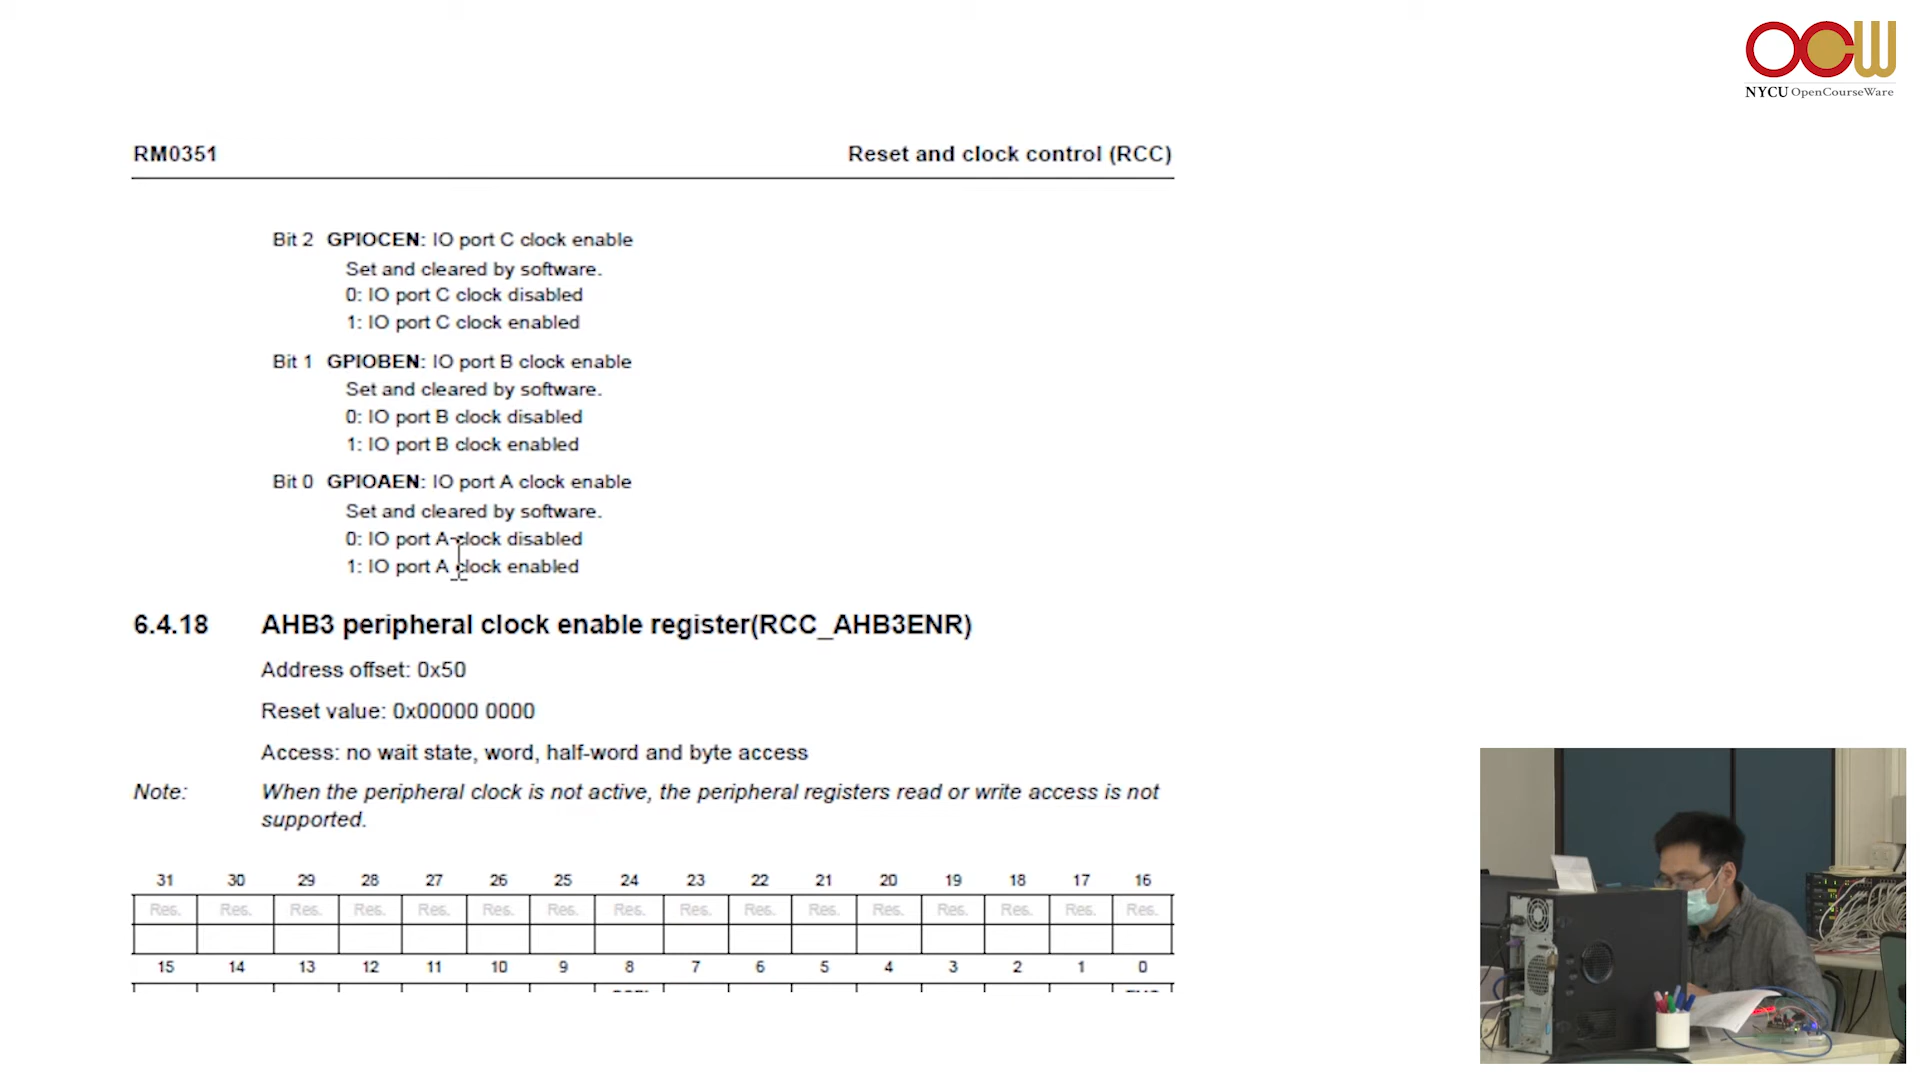 OCW
NYCU OpenCourseWare
RM0351
Reset and clock control (RCC)
Bit 2 GPIOCEN: IO port C clock enable
Set and cleared by software.
0: IO port C clock disabled
1: IO port C clock enabled
Bit 1 GPIOBEN: IO port B clock enable
Set and cleared by software.
0: IO port B clock disabled
1: IO port B clock enabled
Bit 0 GPIOAEN: IO port A clock enable
Set and cleared by software.
0: IO port A clock disabled
1: IO port A clock enabled
6.4.18 AHB3 peripheral clock enable register(RCC_AHB3ENR)
Address offset: 0x50
Reset value: 0x00000 0000
Access: no wait state, word, half-word and byte access
Note: When the peripheral clock is not active, the peripheral registers read or write access is not
supported.
31 30 29 28 27 26 25 24 23 22 21 20 19 18 17 16
Res. Res. Res. Res. Res. Res. Res. Res. Res. Res. Res. Res. Res. Res. Res. Res.
15 14 13 12 11 10 9 8 7 6 5 4 3 2 1 0